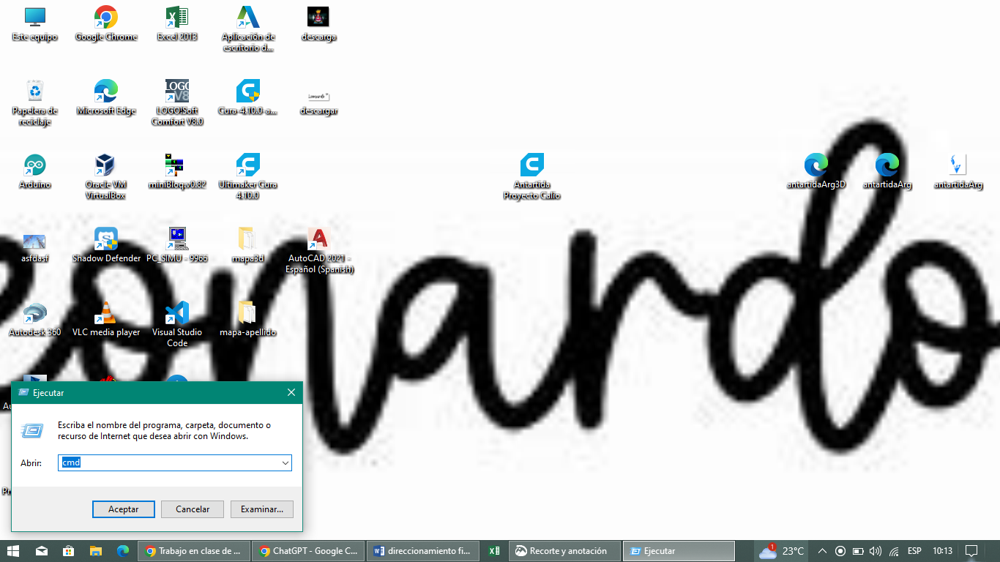 Este equipo
Google Chrome
Excel 2013
Aplicación de
escritorio d...
descarga
Papelera de
reciclaje
Microsoft Edge
LOGO!Soft
Comfort V8.0
Cura-4.10.0-a...
descargar
Arduino
Oracle VM
VirtualBox
miniBloq.v0.82
Ultimaker Cura
4.10.0
Antartida
Proyecto Calio
antartidaArg3D
antartidaArg
antartidaArg
asfdasf
Shadow Defender
PC_SIMU - 9966
mapa3d
AutoCAD 2021 -
Español (Spanish)
Autodesk 360
VLC media player
Visual Studio
Code
mapa-apellido
onardo
Ejecutar
Escriba el nombre del programa, carpeta, documento o
recurso de Internet que desea abrir con Windows.
Abrir:
cmd
Aceptar
Cancelar
Examinar...
Trabajo en clase de ...
ChatGPT - Google C...
direccionamiento fi...
Recorte y anotación
Ejecutar
1
23°C
ESP
10:13